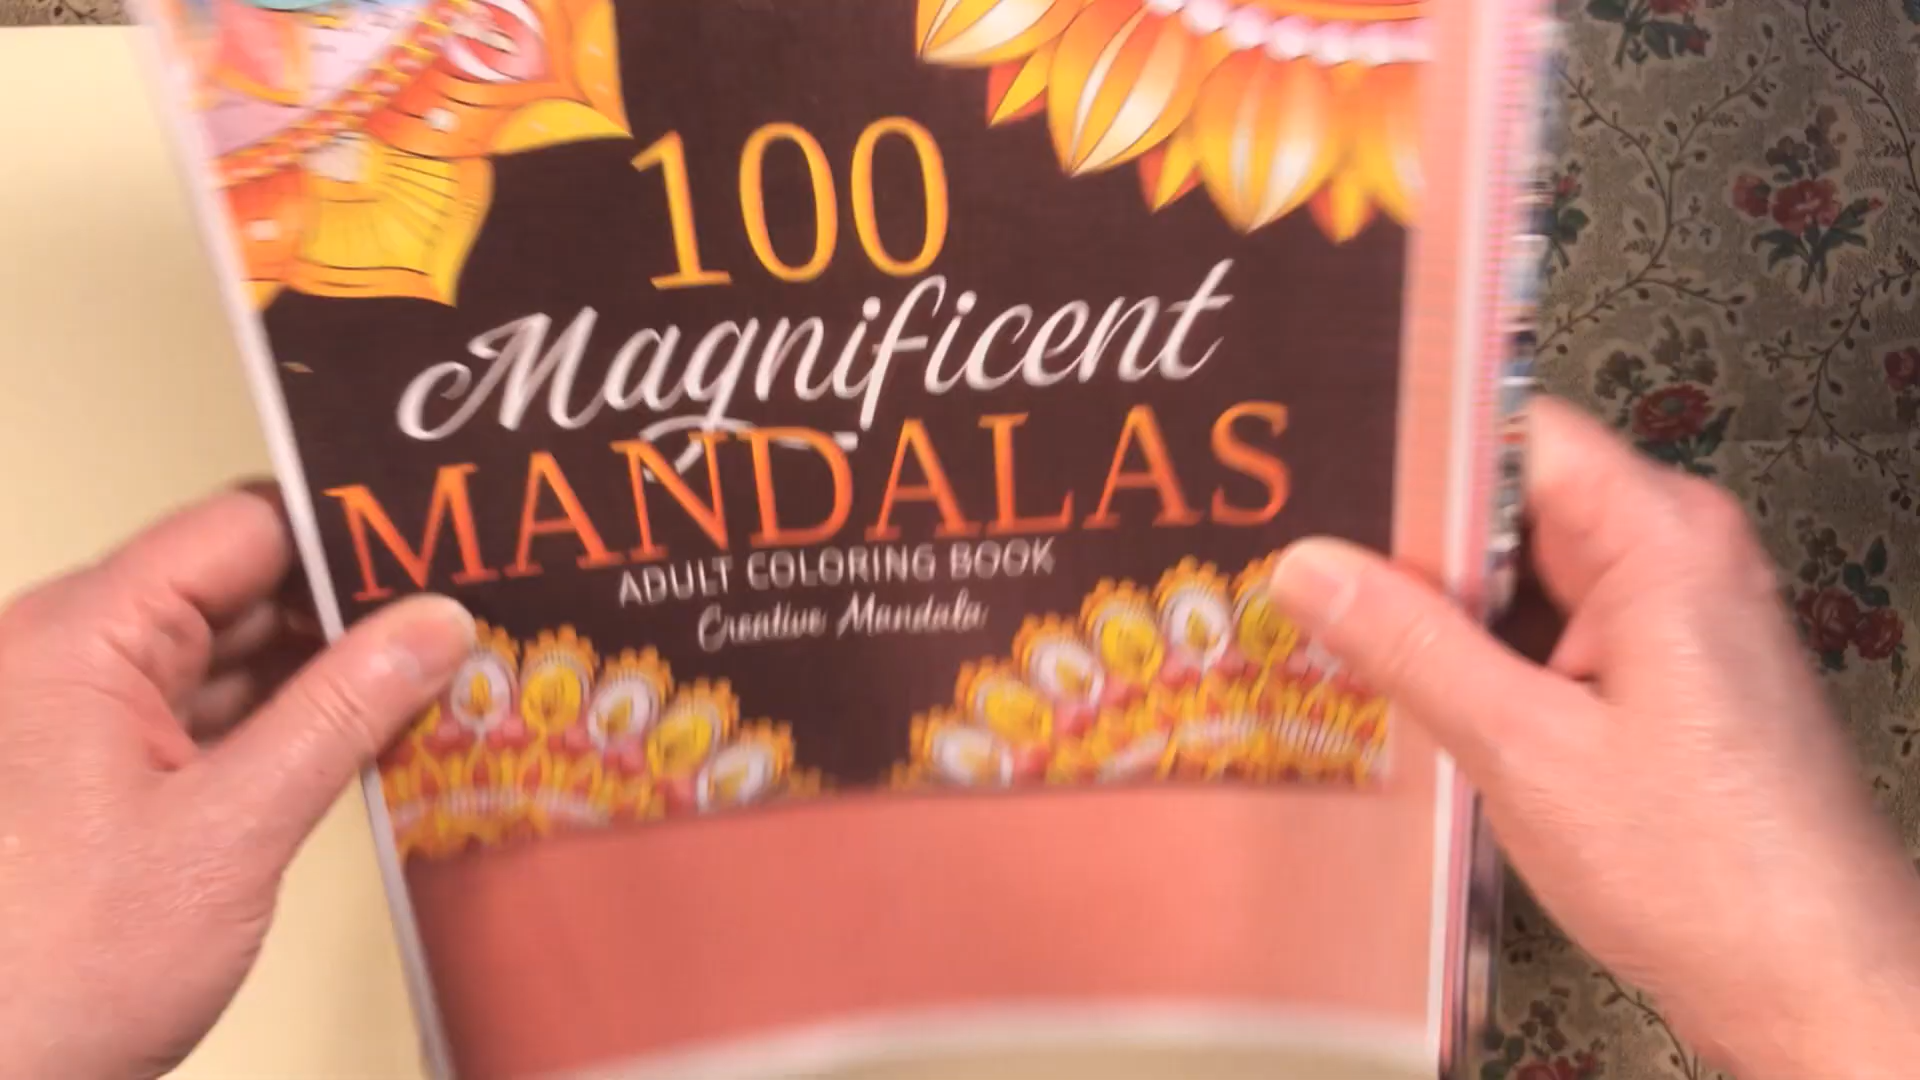 100
Magnificent
MANDALAS
ADULT COLORING BOOK
Creative Mandala